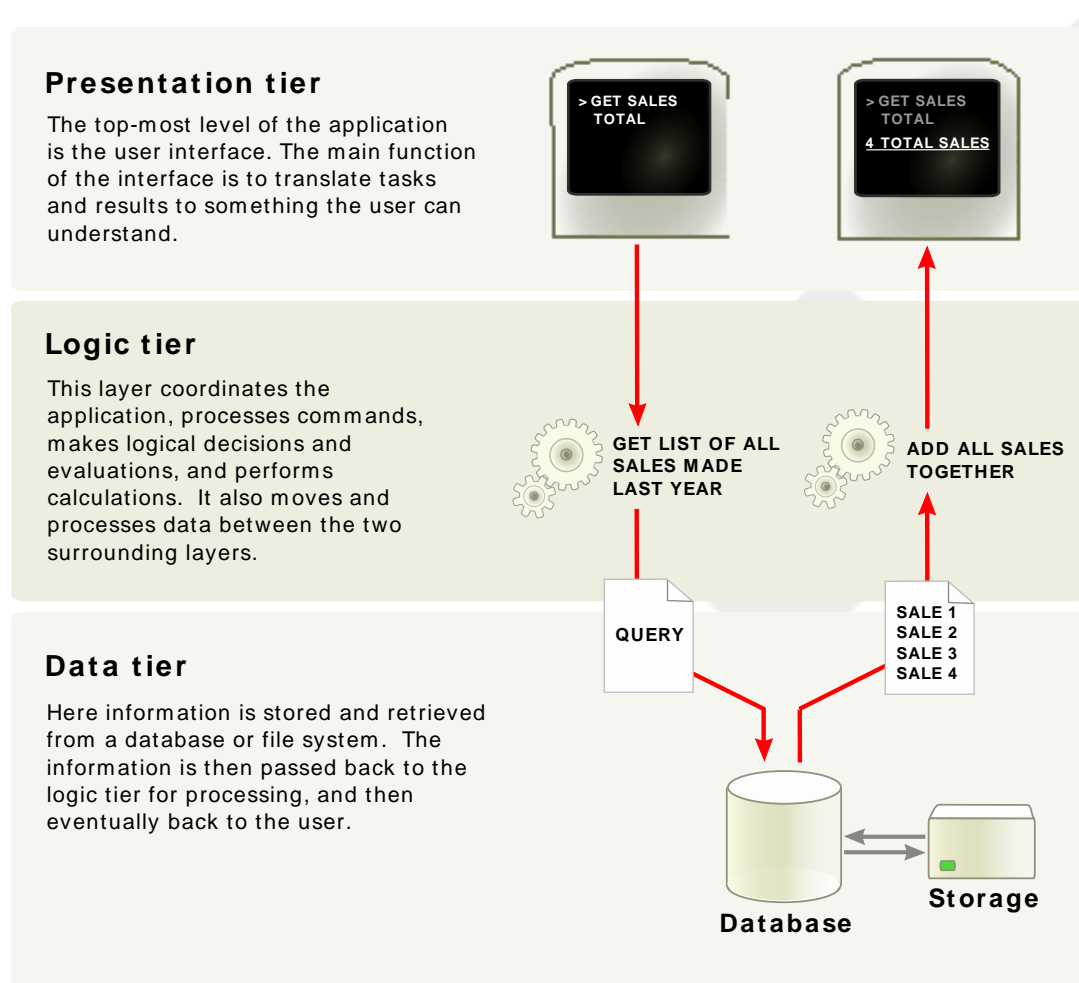 Presentation tier
The top-most level of the application
is the user interface. The main function
of the interface is to translate tasks
and results to something the user can
understand.
> GET SALES
TOTAL
> GET SALES
TOTAL
4 TOTAL SALES
Logic tier
This layer coordinates the
application, processes commands,
makes logical decisions and
evaluations, and performs
calculations. It also moves and
processes data between the two
surrounding layers.
GET LIST OF ALL
SALES MADE
LAST YEAR
ADD ALL SALES
TOGETHER
QUERY
SALE 1
SALE 2
SALE 3
SALE 4
Data tier
Here information is stored and retrieved
from a database or file system. The
information is then passed back to the
logic tier for processing, and then
eventually back to the user.
Database
Storage